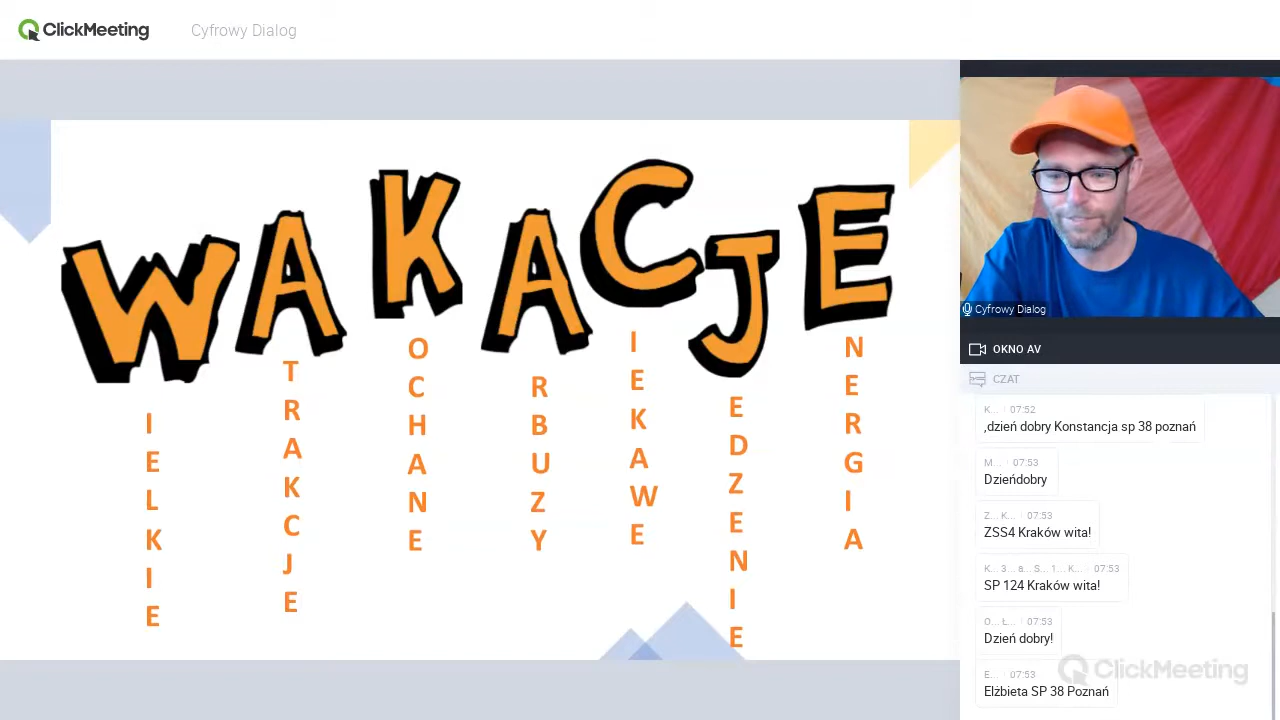 ClickMeeting
Cyfrowy Dialog
WAKACJE
IELKIE
TRAKCJE
OCHANE
RBUZY
IEKAWE
EDZENIE
NERGIA
Cyfrowy Dialog
OKNO AV
CZAT
K... 07:52
,dzień dobry Konstancja sp 38 poznań
M... 07:53
Dzieńdobry
Z... K... 07:53
ZSS4 Kraków wita!
K... 3... a... S... 1... K... 07:53
SP 124 Kraków wita!
O... Ł... 07:53
Dzień dobry!
ClickMeeting
E... 07:53
Elżbieta SP 38 Poznań